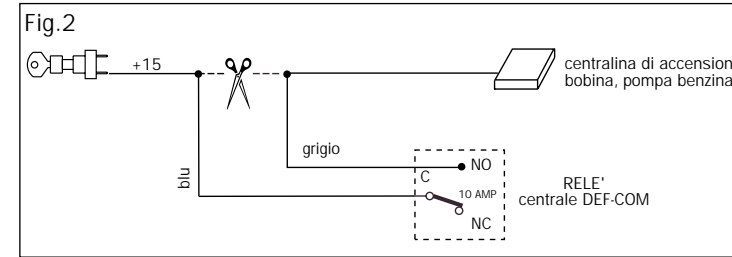 Fig.2
+15
centralina di accension
bobina, pompa benzina
grigio
blu
NO
C
10 AMP
NC
RELE'
centrale DEF-COM